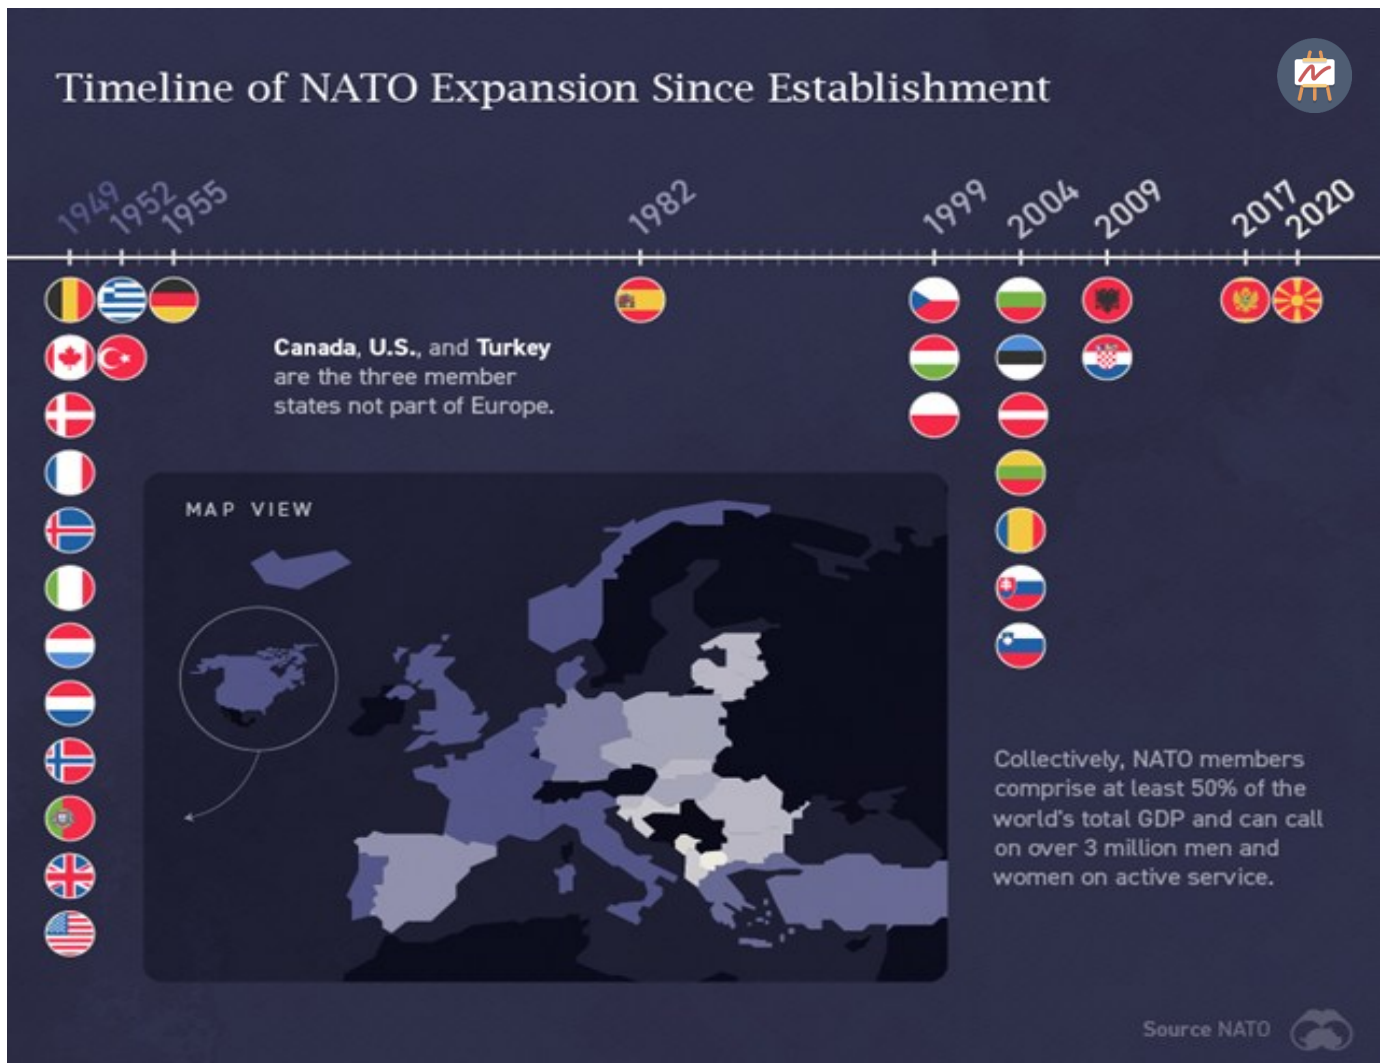 Timeline of NATO Expansion Since Establishment
1949
1952
1955
1982
1999
2004
2009
2017
2020
Canada, U.S., and Turkey
are the three member
states not part of Europe.
MAP VIEW
Collectively, NATO members
comprise at least 50% of the
world's total GDP and can call
on over 3 million men and
women on active service.
Source NATO